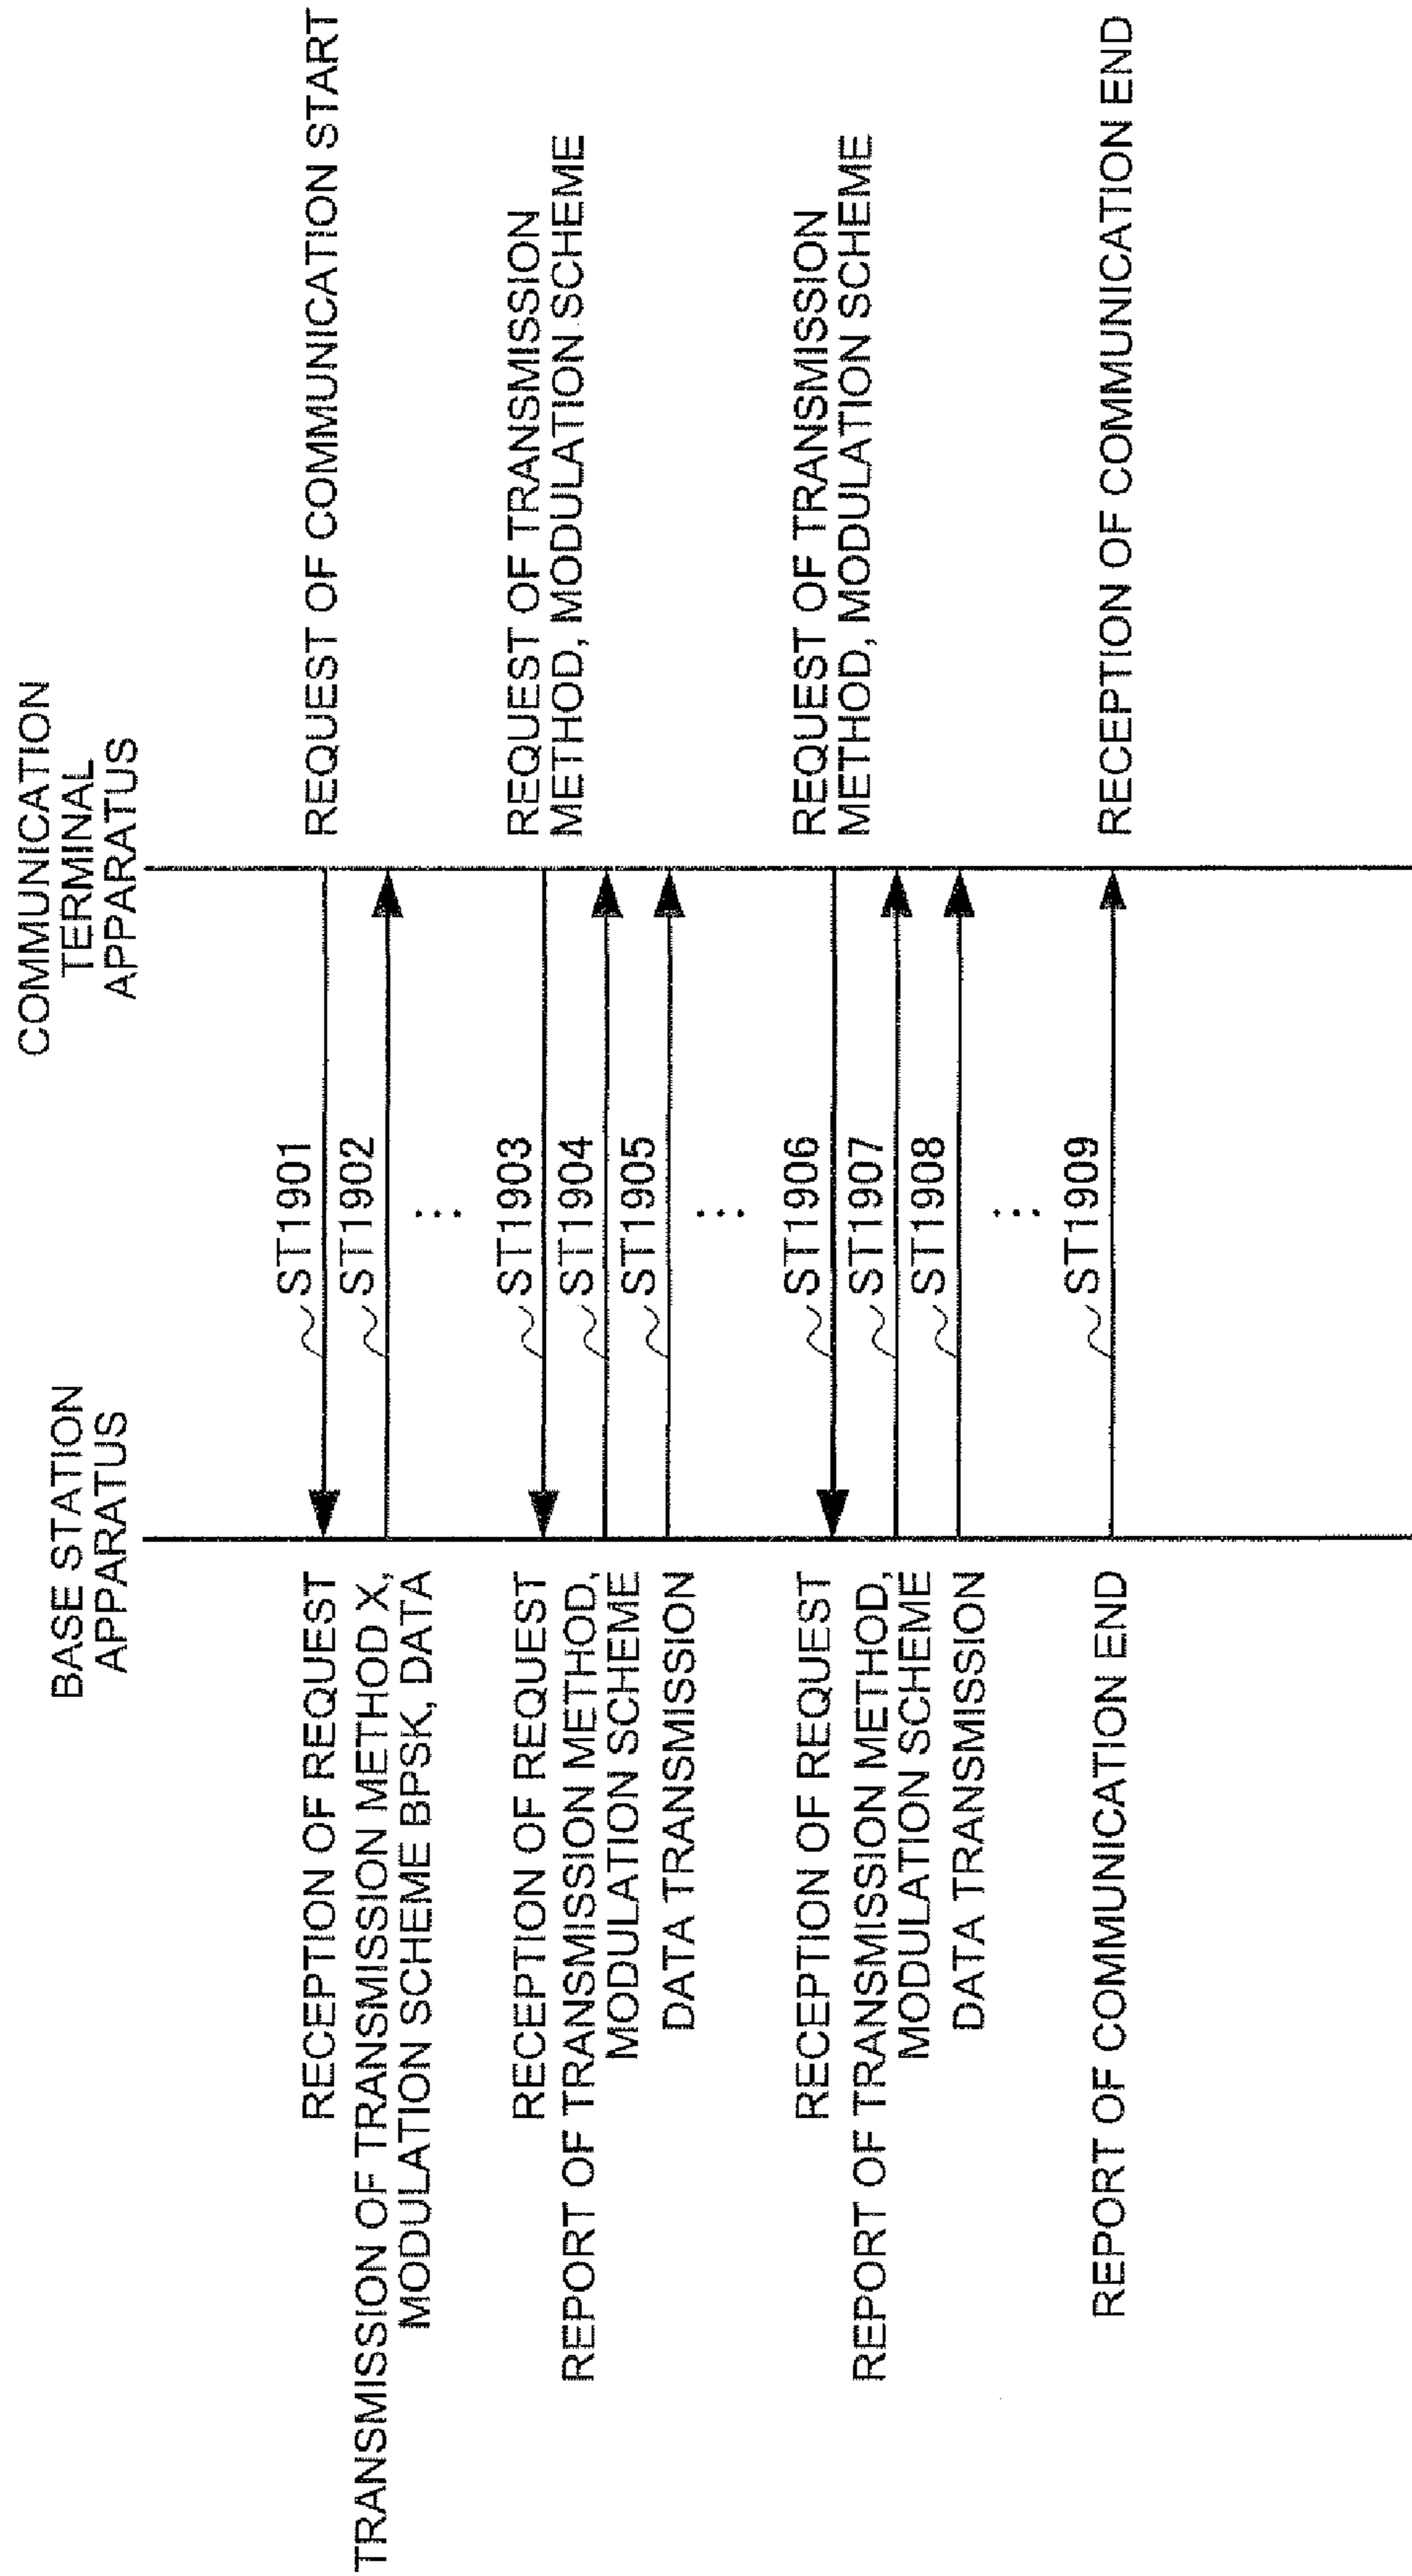 BASE STATION
APPARATUS
COMMUNICATION
TERMINAL
APPARATUS
RECEPTION OF REQUEST
ST1901
REQUEST OF COMMUNICATION START
TRANSMISSION OF TRANSMISSION METHOD X,
MODULATION SCHEME BPSK, DATA
ST1902
...
RECEPTION OF REQUEST
ST1903
REQUEST OF TRANSMISSION
METHOD, MODULATION SCHEME
REPORT OF TRANSMISSION METHOD,
MODULATION SCHEME
ST1904
DATA TRANSMISSION
ST1905
...
RECEPTION OF REQUEST
ST1906
REQUEST OF TRANSMISSION
METHOD, MODULATION SCHEME
REPORT OF TRANSMISSION METHOD,
MODULATION SCHEME
ST1907
DATA TRANSMISSION
ST1908
...
REPORT OF COMMUNICATION END
ST1909
RECEPTION OF COMMUNICATION END